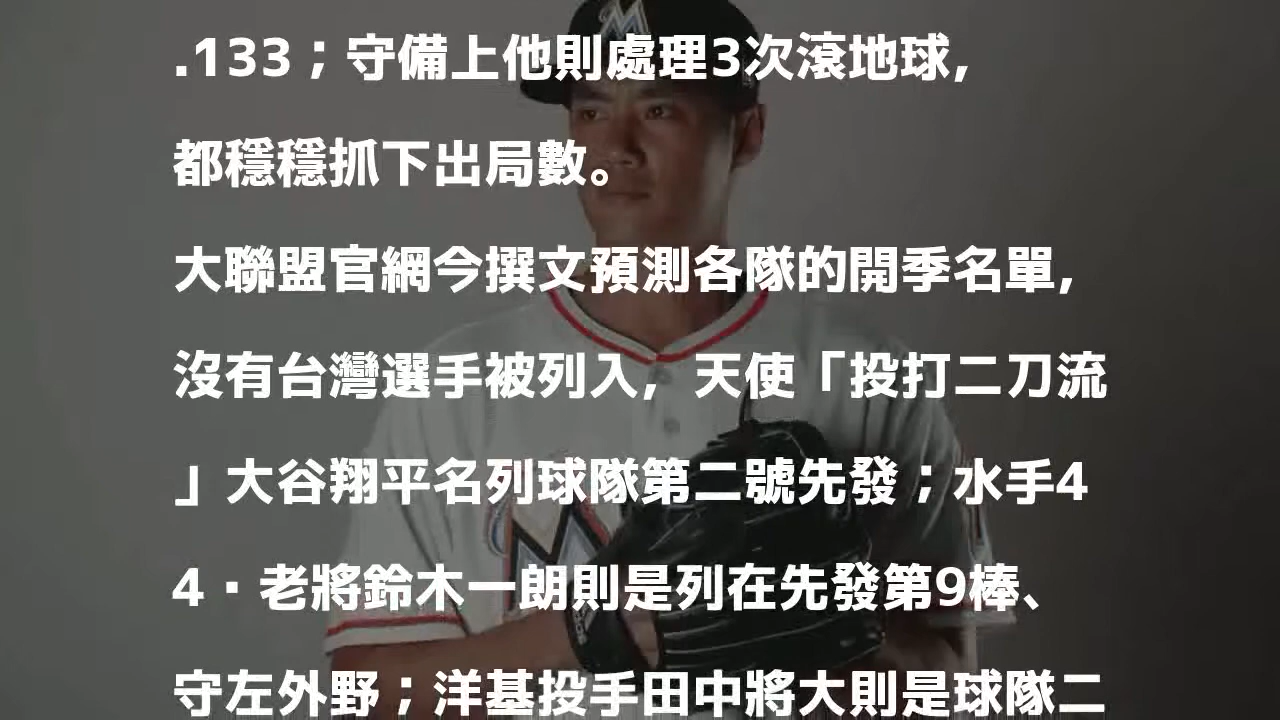 .133；守備上他則處理3次滾地球，
都穩穩抓下出局數。
大聯盟官網今撰文預測各隊的開季名單，
沒有台灣選手被列入，天使「投打二刀流
」大谷翔平名列球隊第二號先發；水手4
4·老將鈴木一朗則是列在先發第9棒、
守左外野；洋基投手田中將大則是球隊二